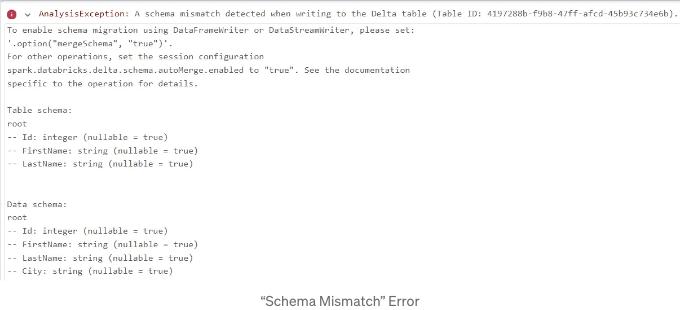 AnalysisException: A schema mismatch detected when writing to the Delta table (Table ID: 4197288b-f9b8-47ff-afcd-45b93c734e6b).
To enable schema migration using DataFrameWriter or DataStreamWriter, please set:
'.option("mergeSchema", "true")'.
For other operations, set the session configuration
spark.databricks.delta.schema.autoMerge.enabled to "true". See the documentation
specific to the operation for details.
Table schema:
root
-- Id: integer (nullable = true)
-- FirstName: string (nullable = true)
-- LastName: string (nullable = true)
Data schema:
root
-- Id: integer (nullable = true)
-- FirstName: string (nullable = true)
-- LastName: string (nullable = true)
-- City: string (nullable = true)
“Schema Mismatch” Error